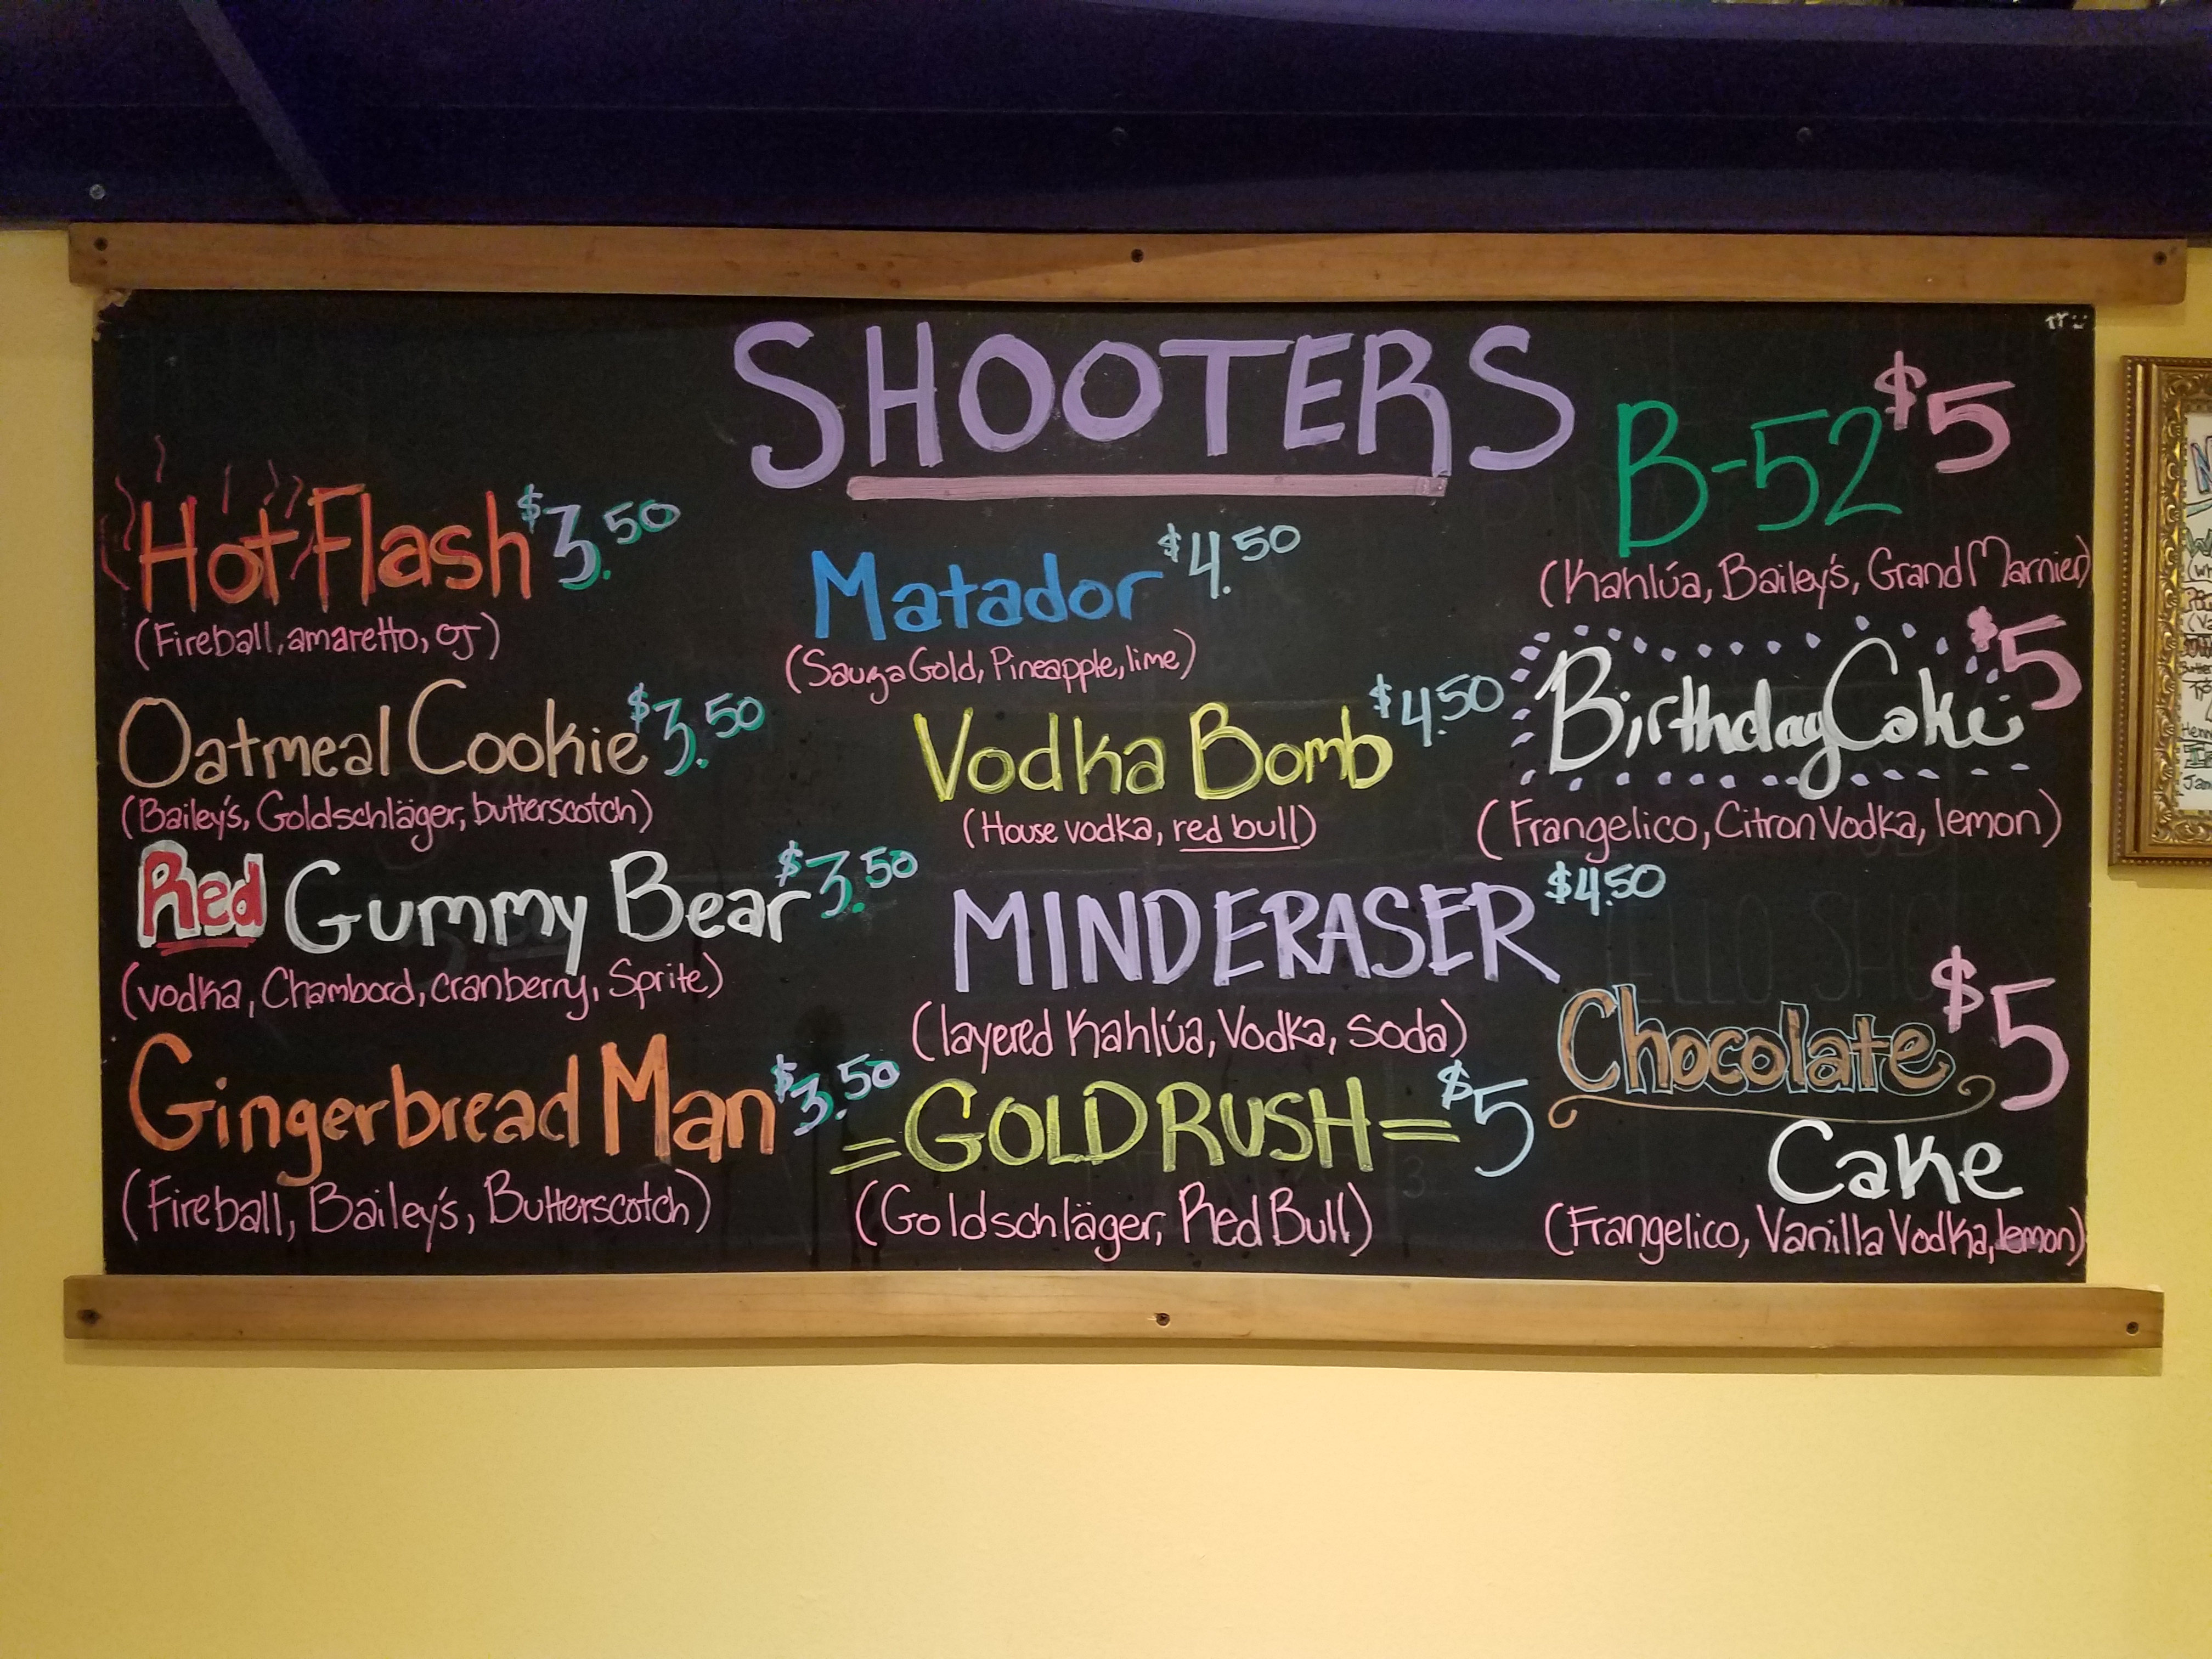 SHOOTERS
Hot Flash $3.50
(Fireball, amaretto, OJ)
Oatmeal Cookie $3.50
(Bailey's, Goldschläger, butterscotch)
Red Gummy Bear $3.50
(vodka, Chambord, cranberry, Sprite)
Gingerbread Man $3.50
(Fireball, Bailey's, Butterscotch)
Matador $4.50
(Sauza Gold, Pineapple, lime)
Vodka Bomb $4.50
(House vodka, red bull)
MINDERASER $4.50
(layered Kahlúa, Vodka, Soda)
=GOLD RUSH= $5
(Goldschläger, Red Bull)
B-52 $5
(Kahlúa, Bailey's, Grand Marnier)
Birthday Cake $5
(Frangelico, Citron Vodka, lemon)
Chocolate $5
Cake
(Frangelico, Vanilla Vodka, lemon)